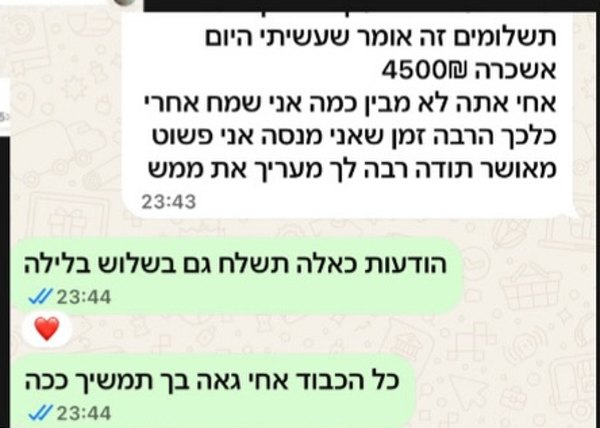 תשלומים זה אומר שעשיתי היום
אשכרה 4500₪
אחי אתה לא מבין כמה אני שמח אחרי
כלכך הרבה זמן שאני מנסה אני פשוט
מאושר תודה רבה לך מעריך את ממש
23:43
הודעות כאלה תשלח גם בשלוש בלילה
23:44
כל הכבוד אחי גאה בך תמשיך ככה
23:44